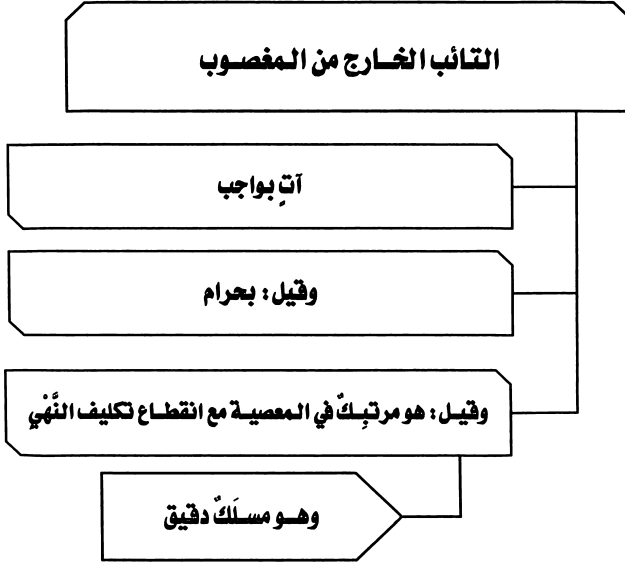 التائب الخارج من المغصوب
آتٍ بواجب
وقيل: بحرام
وقيل: هو مرتبِكٌ في المعصية مع انقطاع تكليف النَّهْيِ
وهو مسلَكٌ دقيق